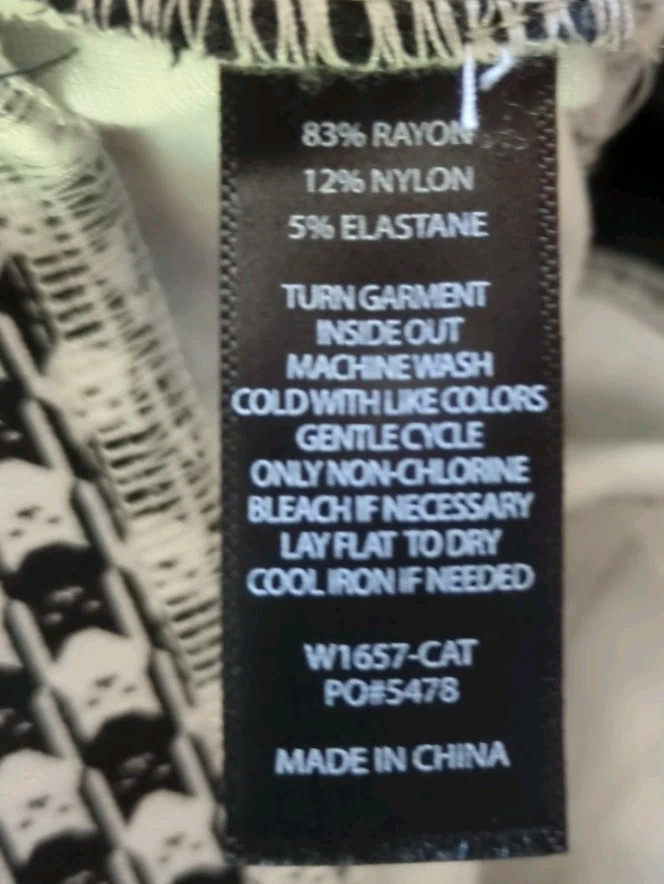 83% RAYON
12% NYLON
5% ELASTANE
TURN GARMENT
INSIDE OUT
MACHINE WASH
COLD WITH LIKE COLORS
GENTLE CYCLE
ONLY NON-CHLORINE
BLEACH IF NECESSARY
LAY FLAT TO DRY
COOL IRON IF NEEDED
W1657-CAT
PO#5478
MADE IN CHINA